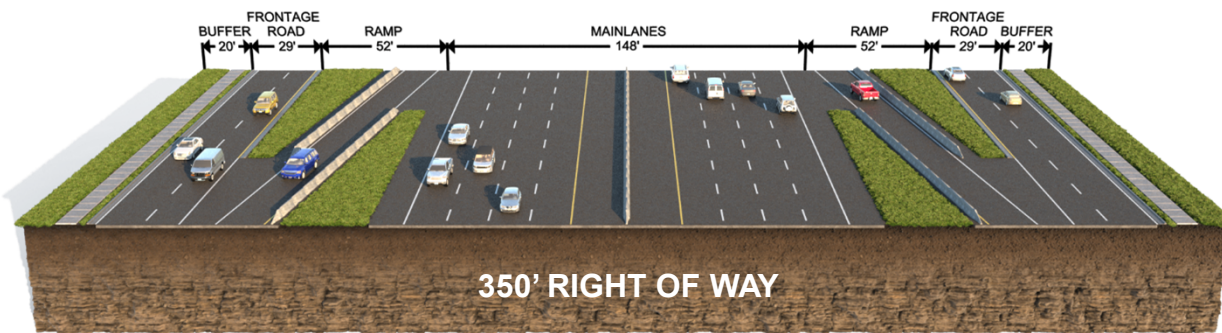 BUFFER
20'
FRONTAGE
ROAD
29'
RAMP
52'
MAINLANES
148'
RAMP
52'
FRONTAGE
ROAD
29'
BUFFER
20'
350’ RIGHT OF WAY